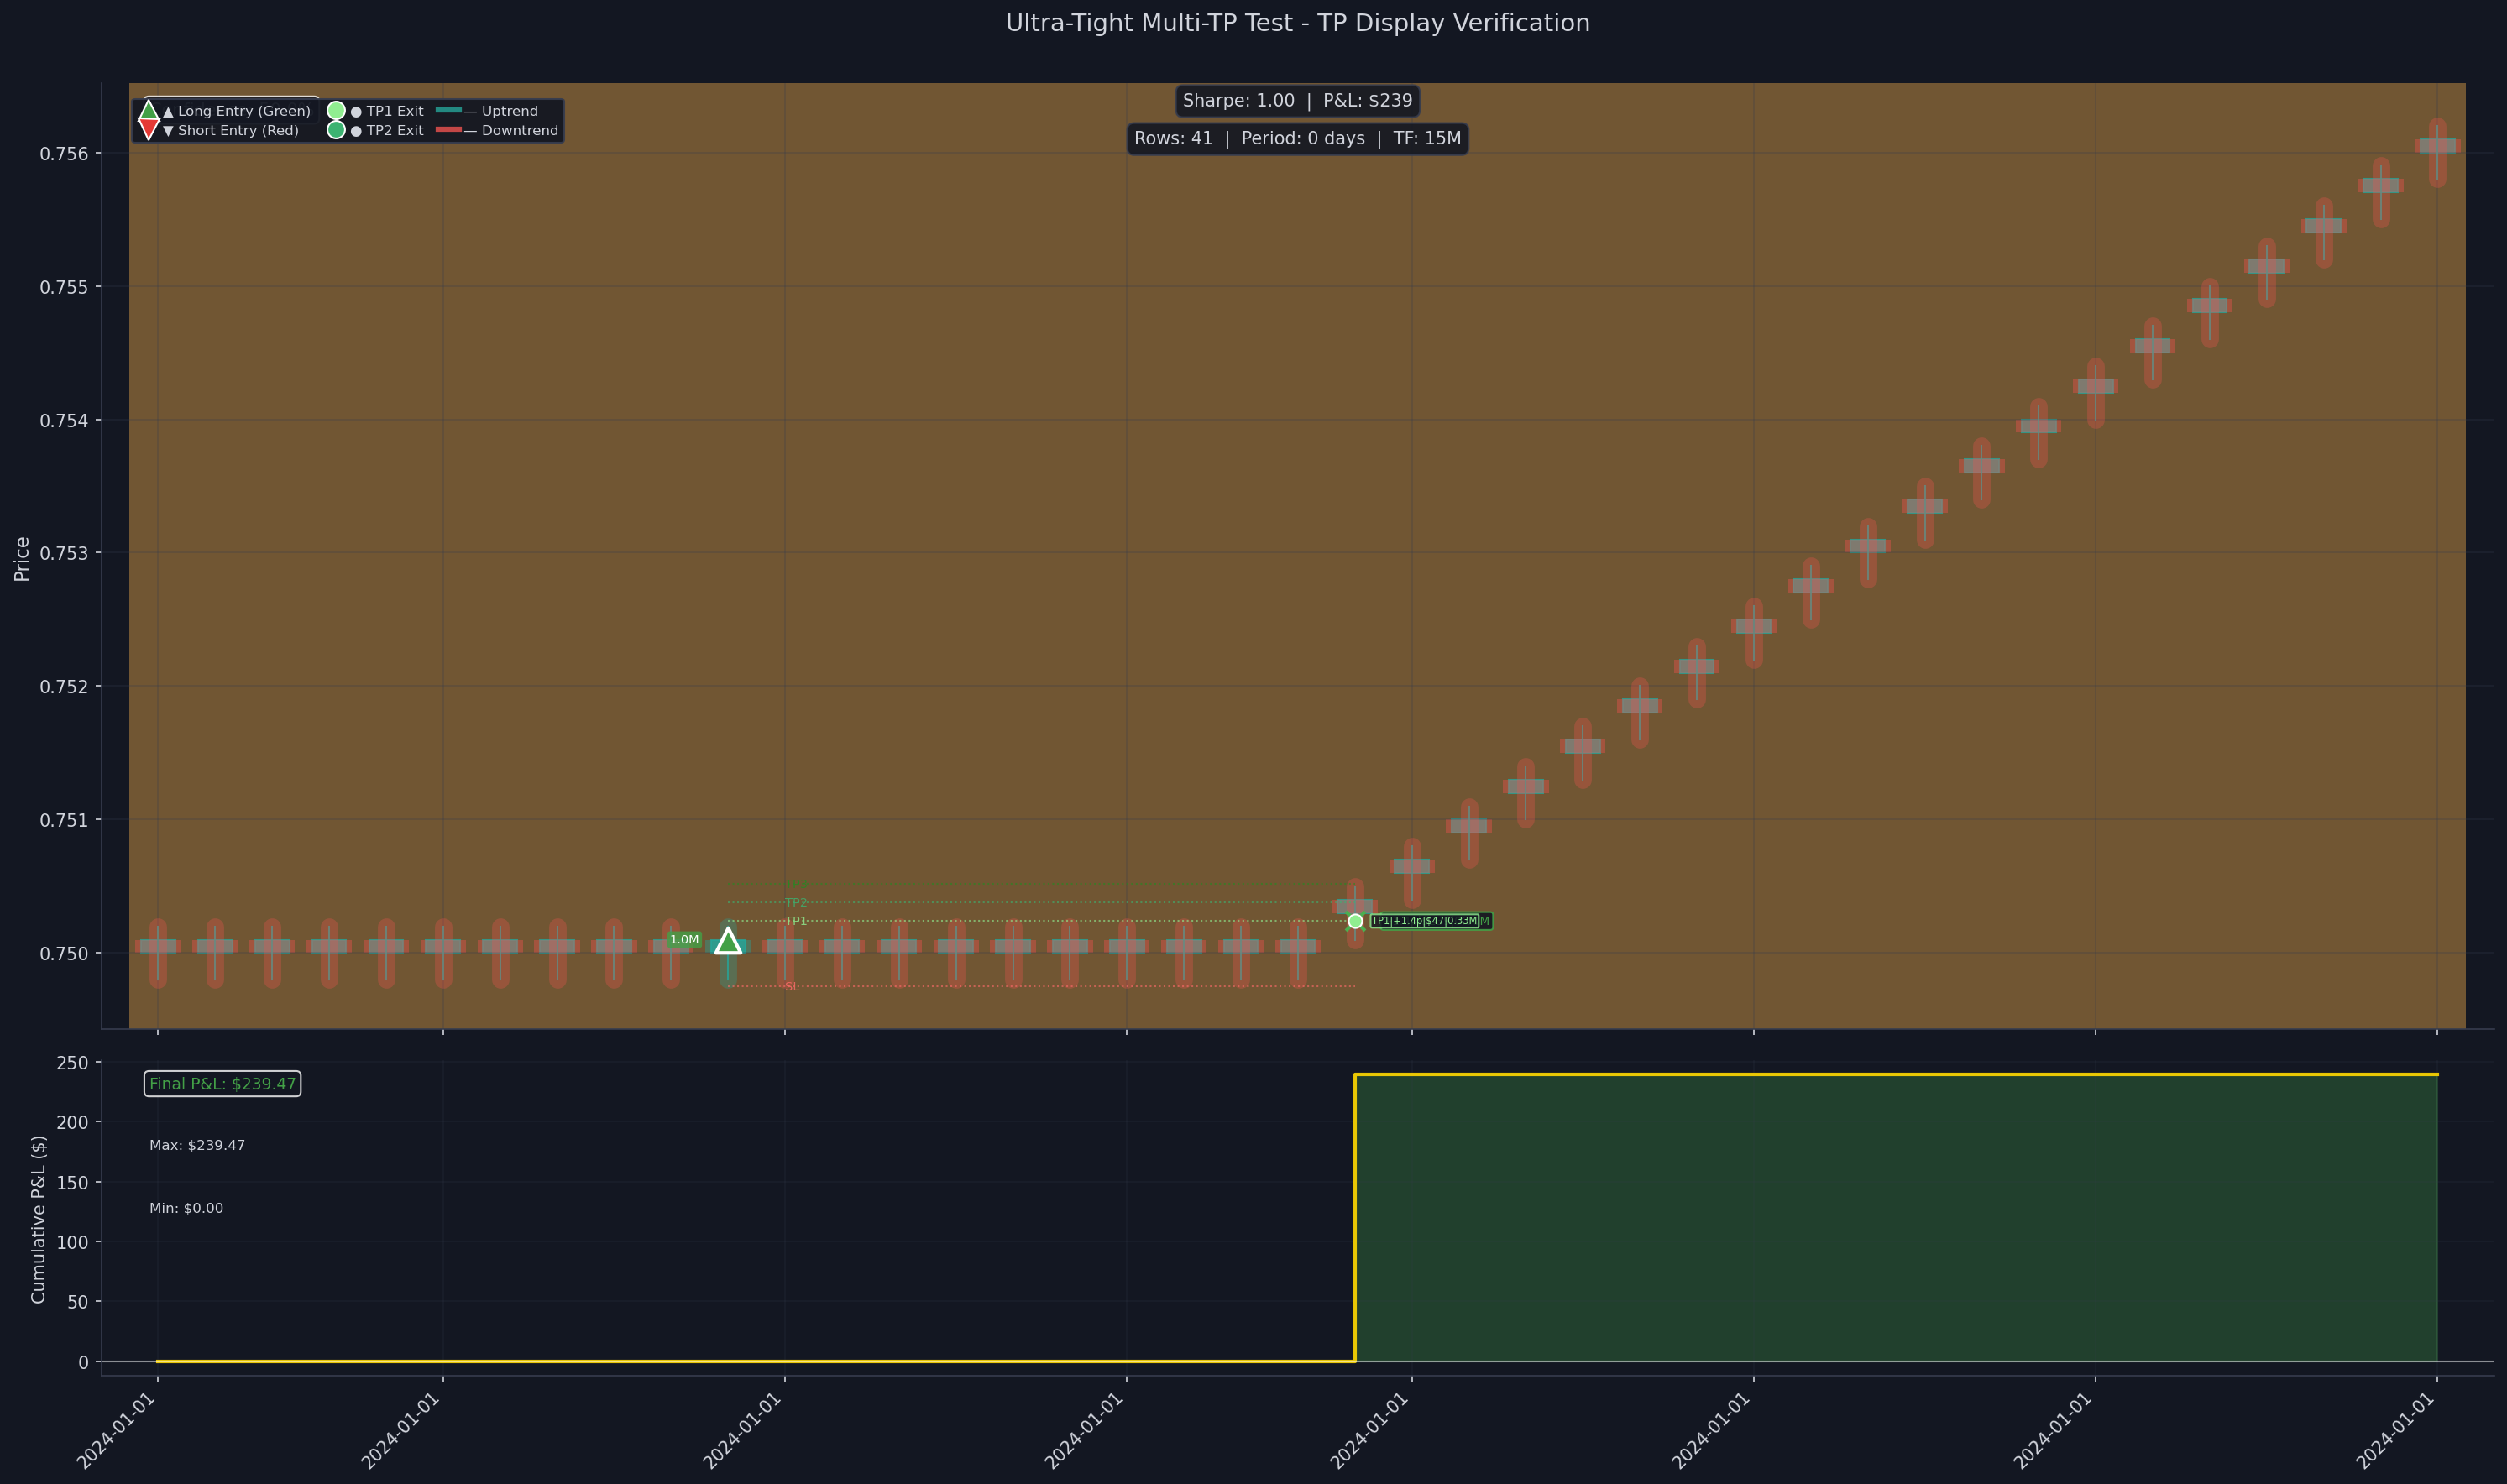 Ultra-Tight Multi-TP Test - TP Display Verification
▲ Long Entry (Green)
▼ Short Entry (Red)
● TP1 Exit
● TP2 Exit
— Uptrend
— Downtrend
Sharpe: 1.00 | P&L: $239
Rows: 41 | Period: 0 days | TF: 15M
Price
0.756
0.755
0.754
0.753
0.752
0.751
0.750
TP2
TP1
1.0M
SL
TP1|+1.4p|$47|0.33M
Cumulative P&L ($)
250
200
150
100
50
0
Final P&L: $239.47
Max: $239.47
Min: $0.00
2024-01-01
2024-01-01
2024-01-01
2024-01-01
2024-01-01
2024-01-01
2024-01-01
2024-01-01